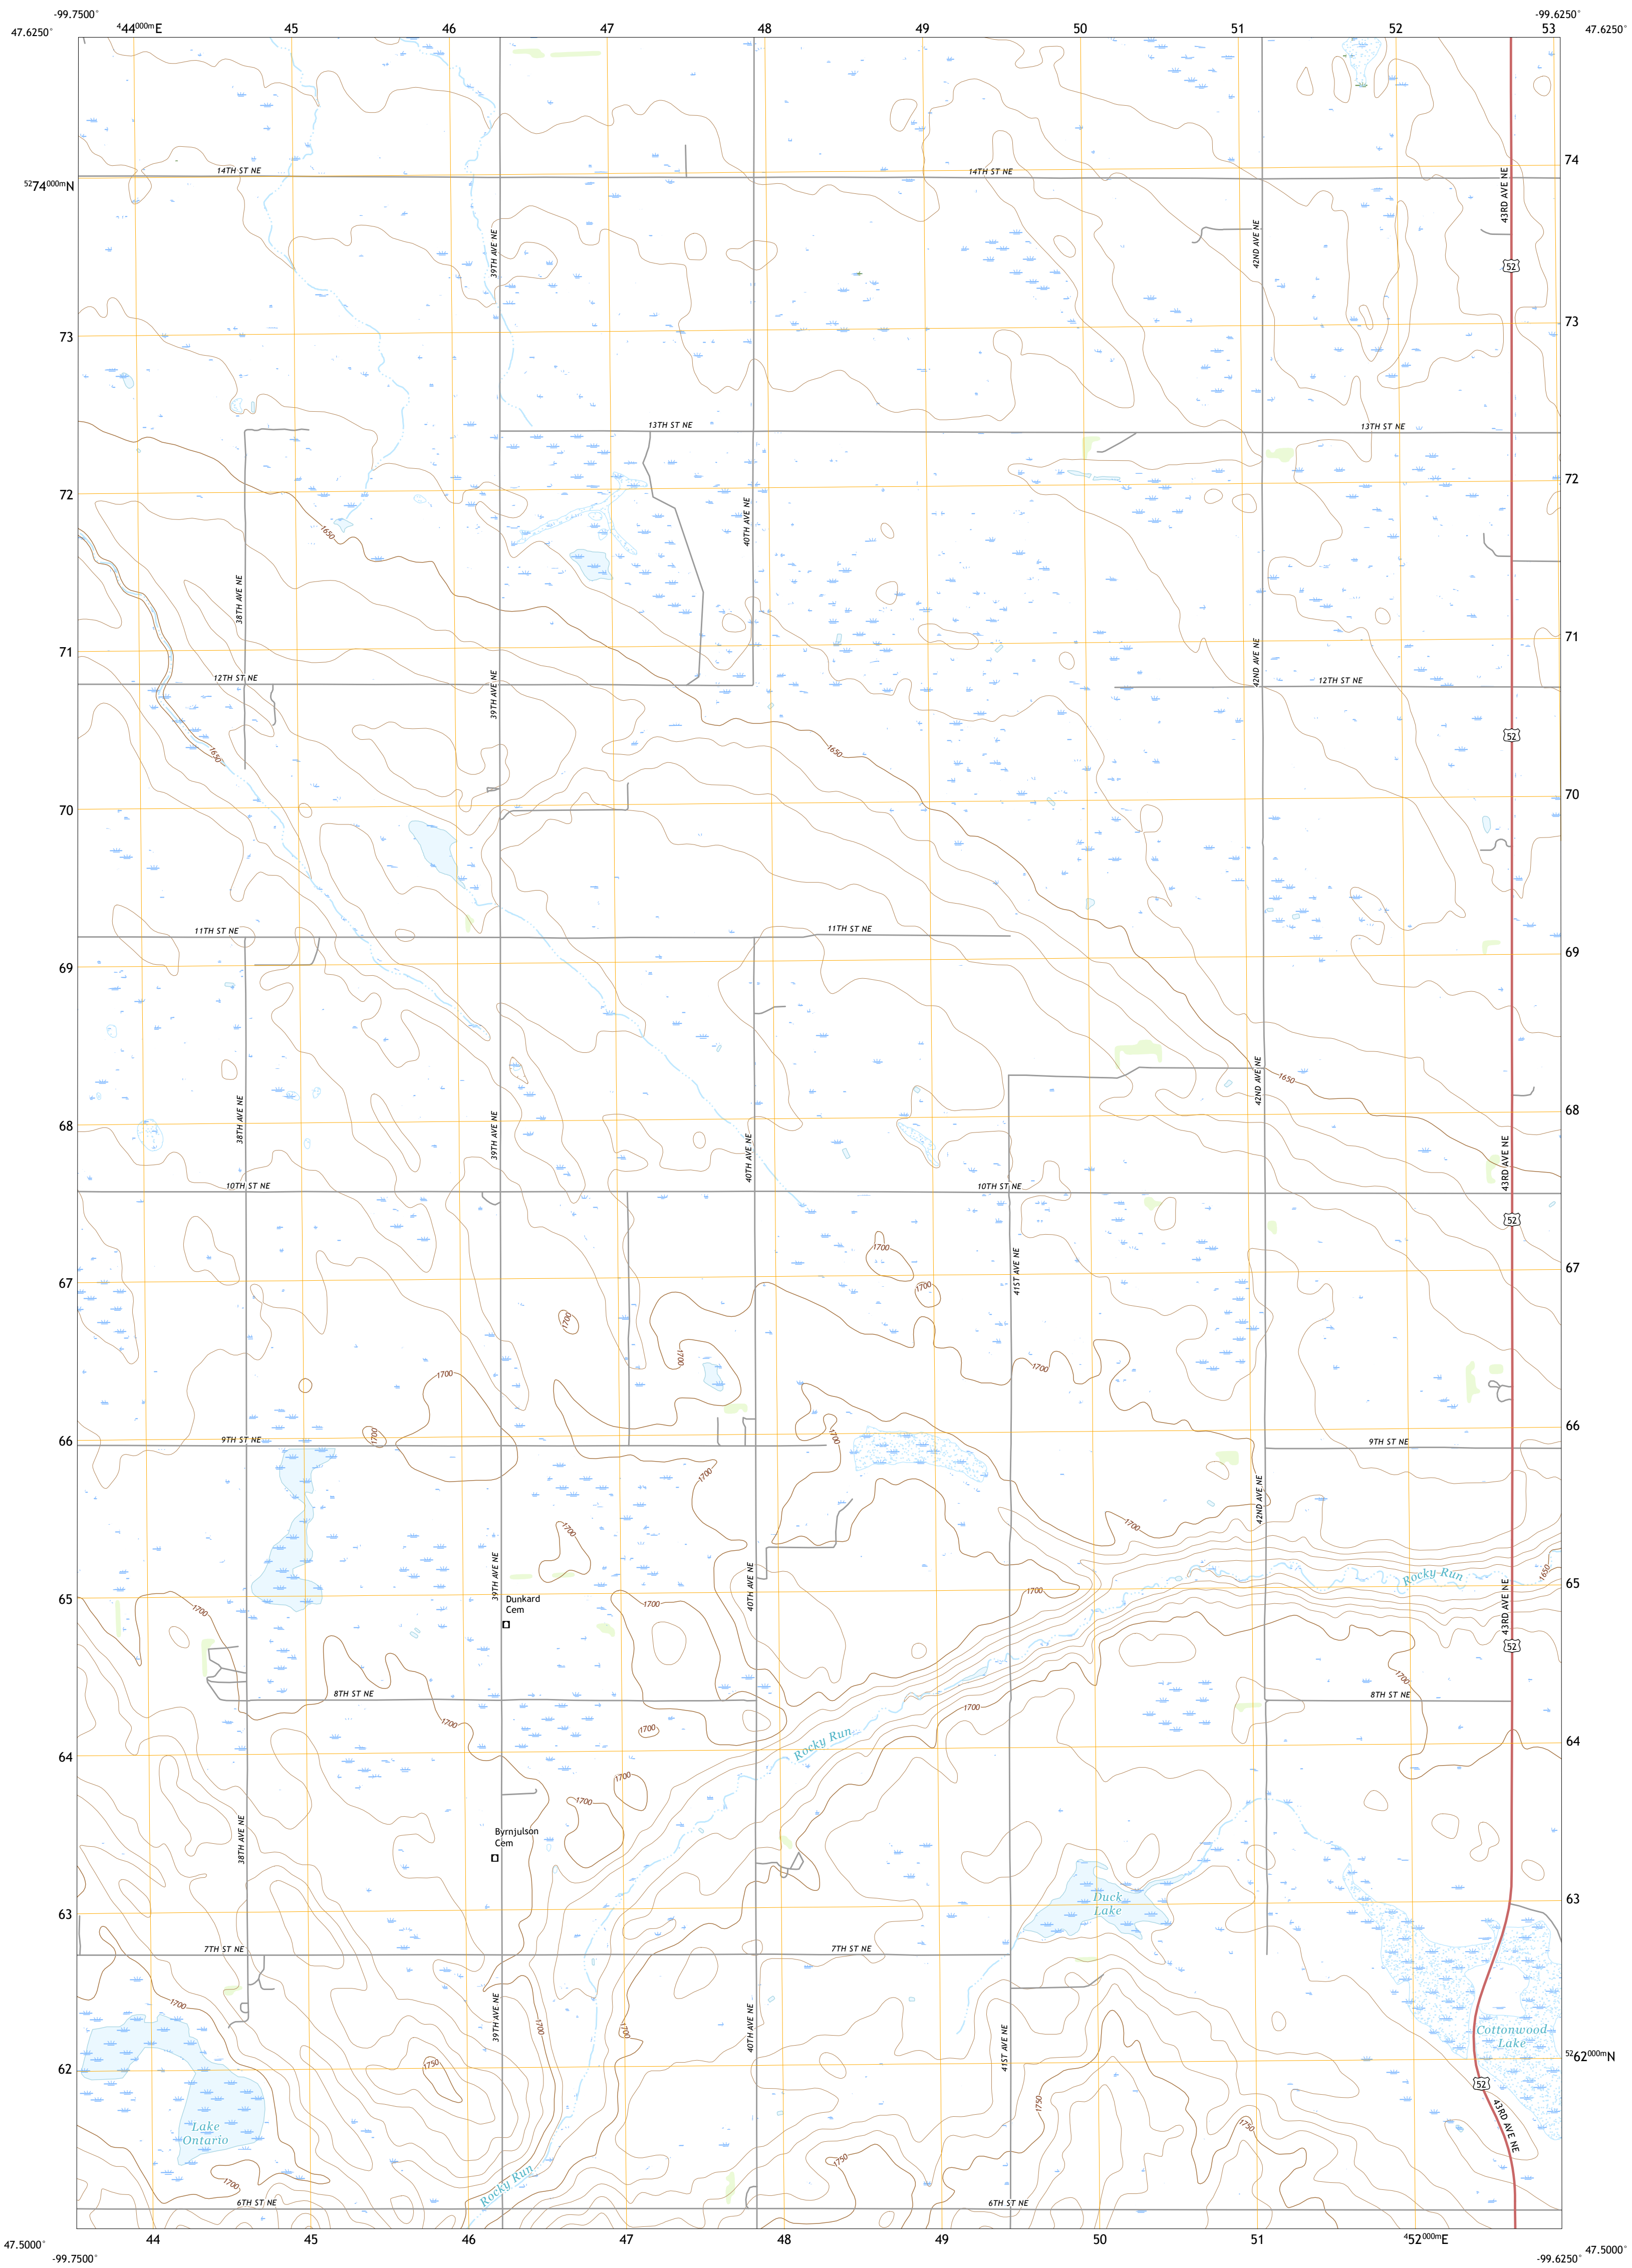 -99.7500°
-99.6250°
47.6250°
444000mE
45
46
47
48
49
50
51
52
53
47.6250°
74
14TH ST NE
14TH ST NE
5274000mN
43RD AVE NE
39TH AVE NE
42ND AVE NE
52
73
73
13TH ST NE
13TH ST NE
72
72
40TH AVE NE
1650
38TH AVE NE
71
71
42ND AVE NE
12TH ST NE
12TH ST NE
39TH AVE NE
52
1650
1650
70
70
11TH ST NE
11TH ST NE
69
69
42ND AVE NE
1650
68
68
38TH AVE NE
39TH AVE NE
40TH AVE NE
43RD AVE NE
10TH ST NE
10TH ST NE
52
1700
41ST AVE NE
67
67
1700
1700
1700
1700
1700
66
66
1700
1700
9TH ST NE
9TH ST NE
1700
42ND AVE NE
1700
1700
39TH AVE NE
40TH AVE NE
Rocky Run
1650
65
65
1700
1700
1700
43RD AVE NE
Dunkard
Cem
52
1700
8TH ST NE
8TH ST NE
1700
1700
1700
Rocky Run
64
64
1700
1700
38TH AVE NE
Byrnjulson
Cem
Duck
Lake
63
63
7TH ST NE
7TH ST NE
1700
39TH AVE NE
1700
1700
40TH AVE NE
41ST AVE NE
Cottonwood
Lake
62
5262000mN
1750
52
1750
1750
43RD AVE NE
Lake
Ontario
1750
1700
Rocky Run
6TH ST NE
6TH ST NE
47.5000°
44
45
46
47
48
49
50
51
452000mE
47.5000°
-99.7500°
-99.6250°